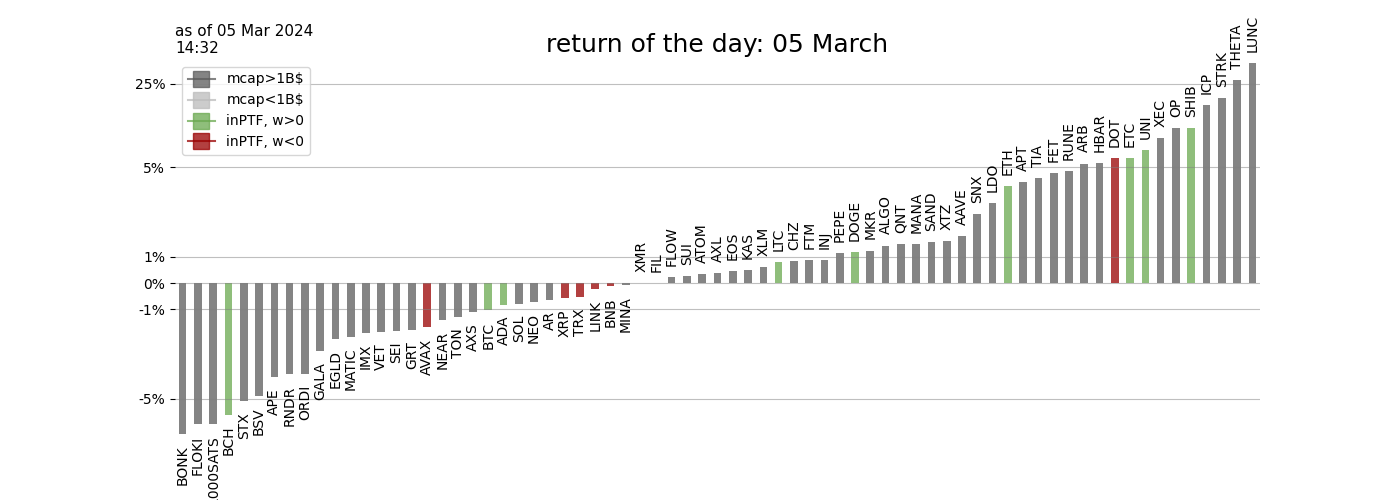 as of 05 Mar 2024
14:32
return of the day: 05 March
mcap>1B$
mcap<1B$
inPTF, w>0
inPTF, w<0
25%
5%
1%
0%
-1%
-5%
BONK
FLOKI
000SATS
BCH
STX
BSV
APE
RNDR
ORDI
GALA
EGLD
MATIC
IMX
VET
SEI
GRT
AVAX
NEAR
TON
AXS
BTC
ADA
SOL
NEO
AR
XRP
TRX
LINK
BNB
MINA
XMR
FIL
FLOW
SUI
ATOM
AXL
EOS
KAS
XLM
LTC
CHZ
FTM
INJ
PEPE
DOGE
MKR
ALGO
QNT
MANA
SAND
XTZ
AAVE
SNX
LDO
ETH
APT
TIA
FET
RUNE
ARB
HBAR
DOT
ETC
UNI
XEC
OP
SHIB
ICP
STRK
THETA
LUNC